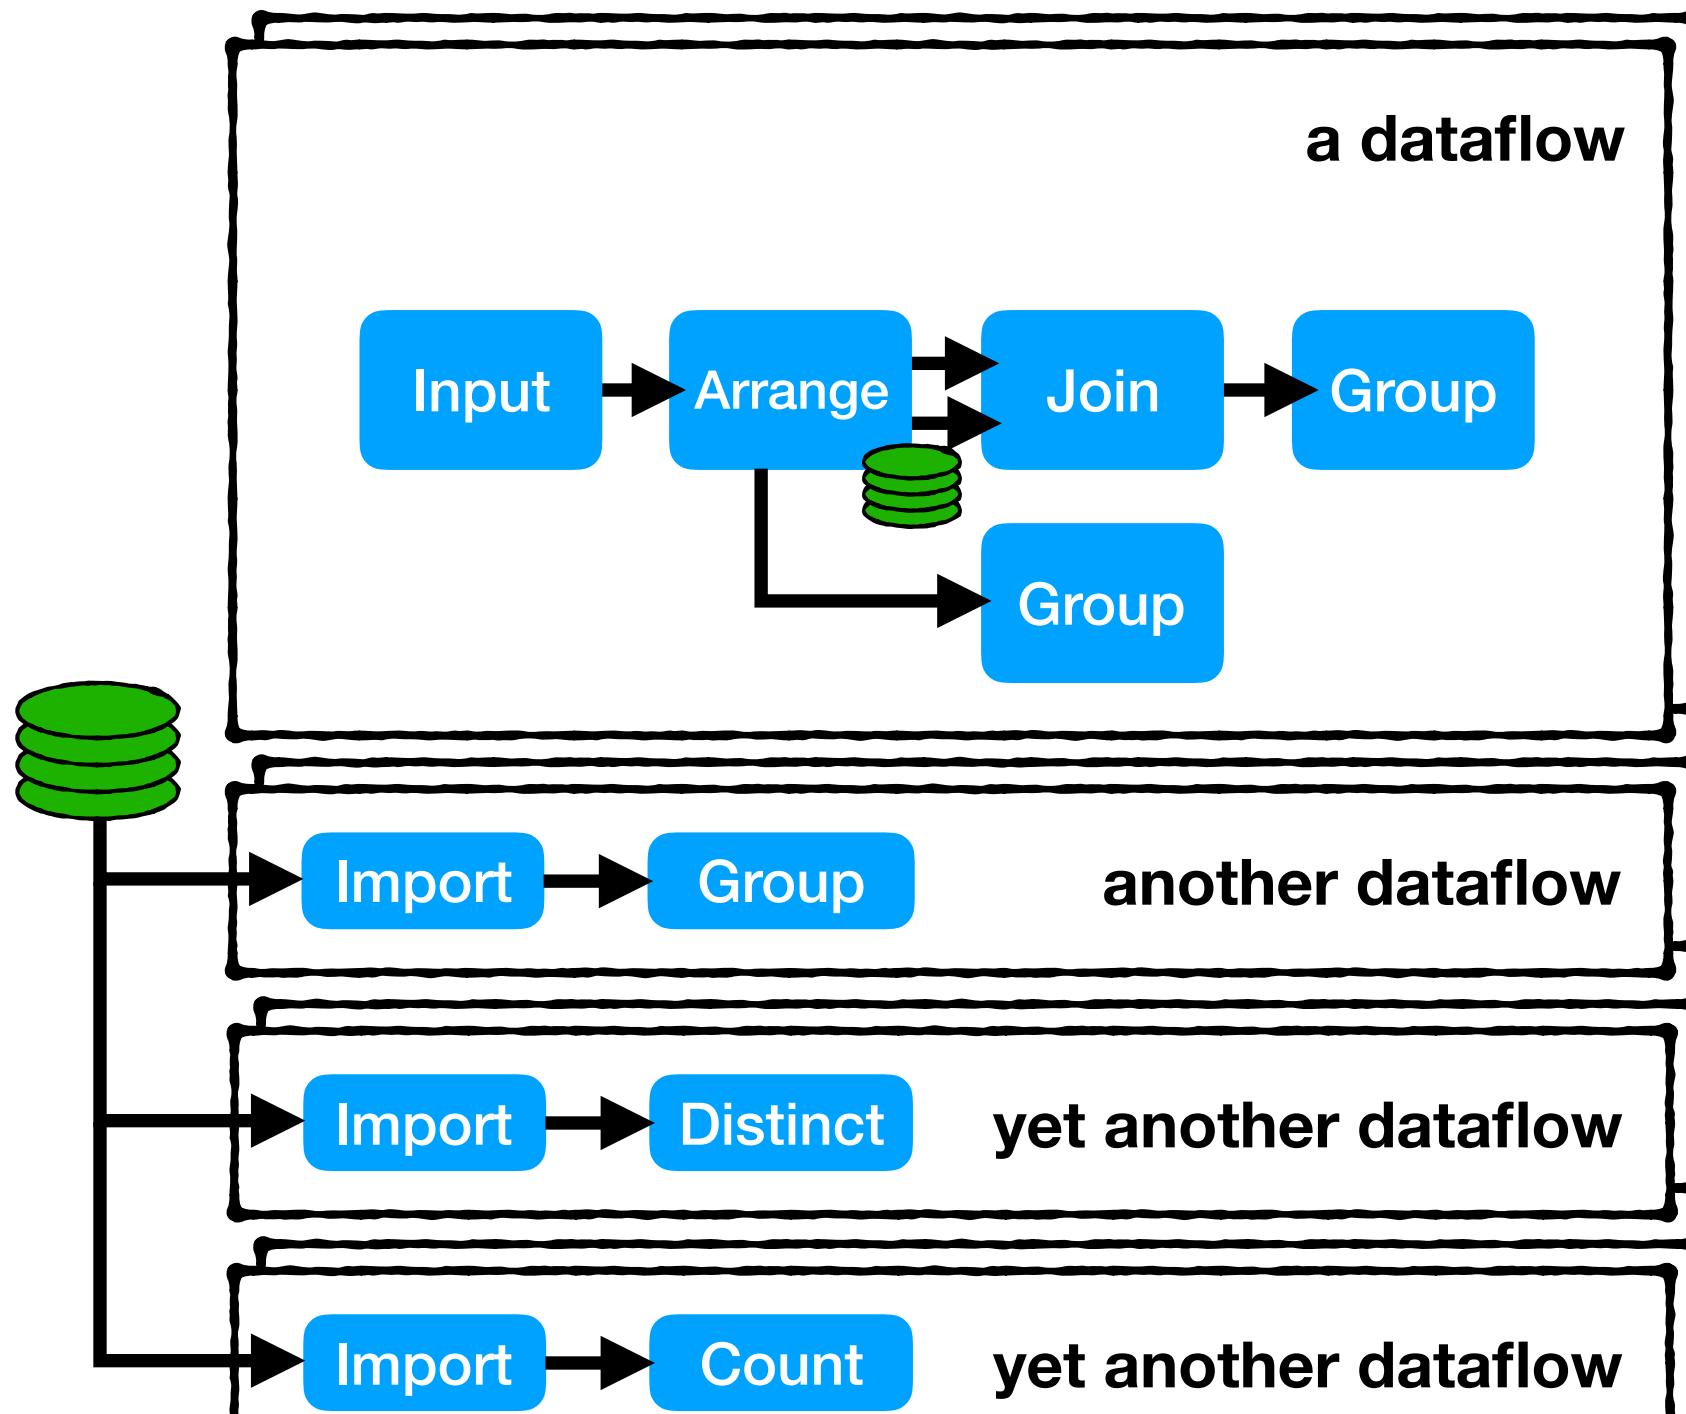 a dataflow
Input
Arrange
Join
Group
Group
Import
Group
another dataflow
Import
Distinct
yet another dataflow
Import
Count
yet another dataflow